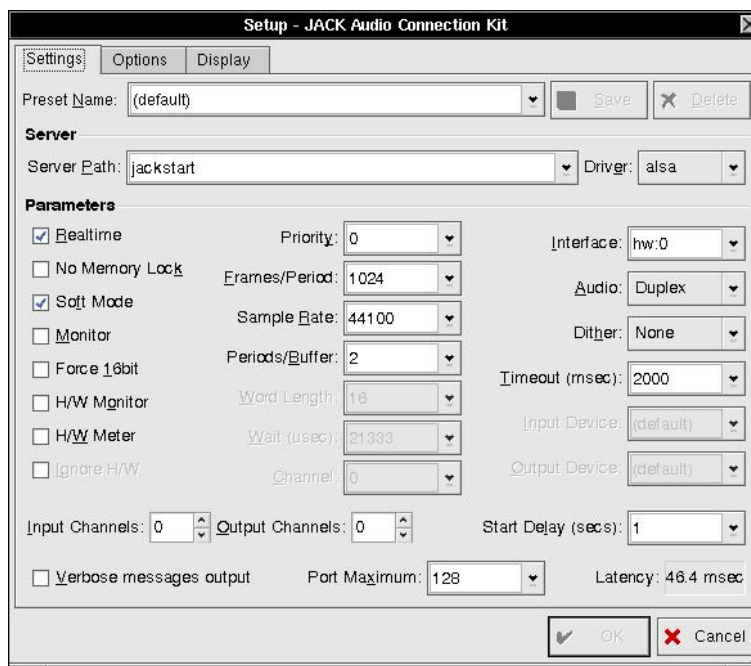 Setup - JACK Audio Connection Kit
Settings Options Display
Preset Name: (default) Save Delete
Server
Server Path: jackstart Driver: alsa
Parameters
Realtime Priority: 0 Interface: hw:0
No Memory Lock Frames/Period: 1024 Audio: Duplex
Soft Mode Sample Rate: 44100 Dither: None
Monitor Periods/Buffer: 2 Timeout (msec): 2000
Force 16bit Word Length: 16 Input Device: (default)
H/W Monitor Wait (usec): 21333 Output Device: (default)
H/W Meter Channel: 0
Ignore H/W
Input Channels: 0 Output Channels: 0 Start Delay (secs): 1
Verbose messages output Port Maximum: 128 Latency: 46.4 msec
OK Cancel